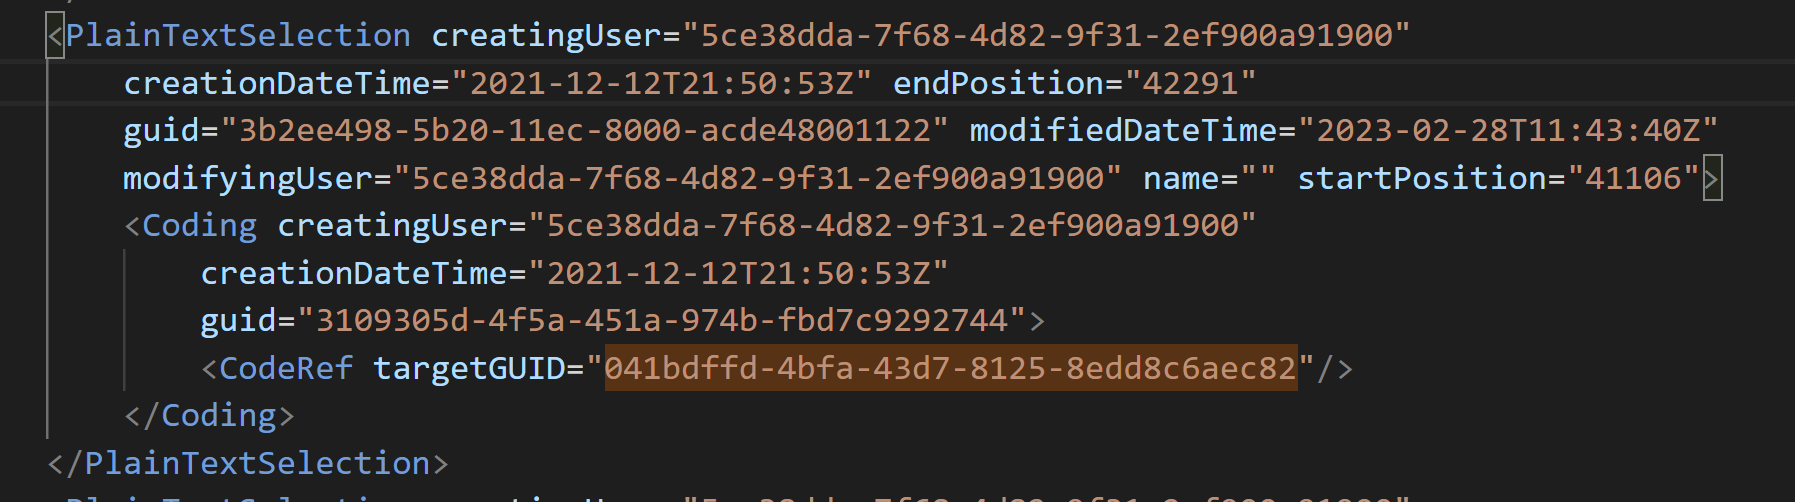 <PlainTextSelection creatingUser="5ce38dda-7f68-4d82-9f31-2ef900a91900"
creationDateTime="2021-12-12T21:50:53Z" endPosition="42291"
guid="3b2ee498-5b20-11ec-8000-acde48001122" modifiedDateTime="2023-02-28T11:43:40Z"
modifyingUser="5ce38dda-7f68-4d82-9f31-2ef900a91900" name="" startPosition="41106">
<Coding creatingUser="5ce38dda-7f68-4d82-9f31-2ef900a91900"
creationDateTime="2021-12-12T21:50:53Z"
guid="3109305d-4f5a-451a-974b-fbd7c9292744">
<CodeRef targetGUID="041bdffd-4bfa-43d7-8125-8edd8c6aec82"/>
</Coding>
</PlainTextSelection>